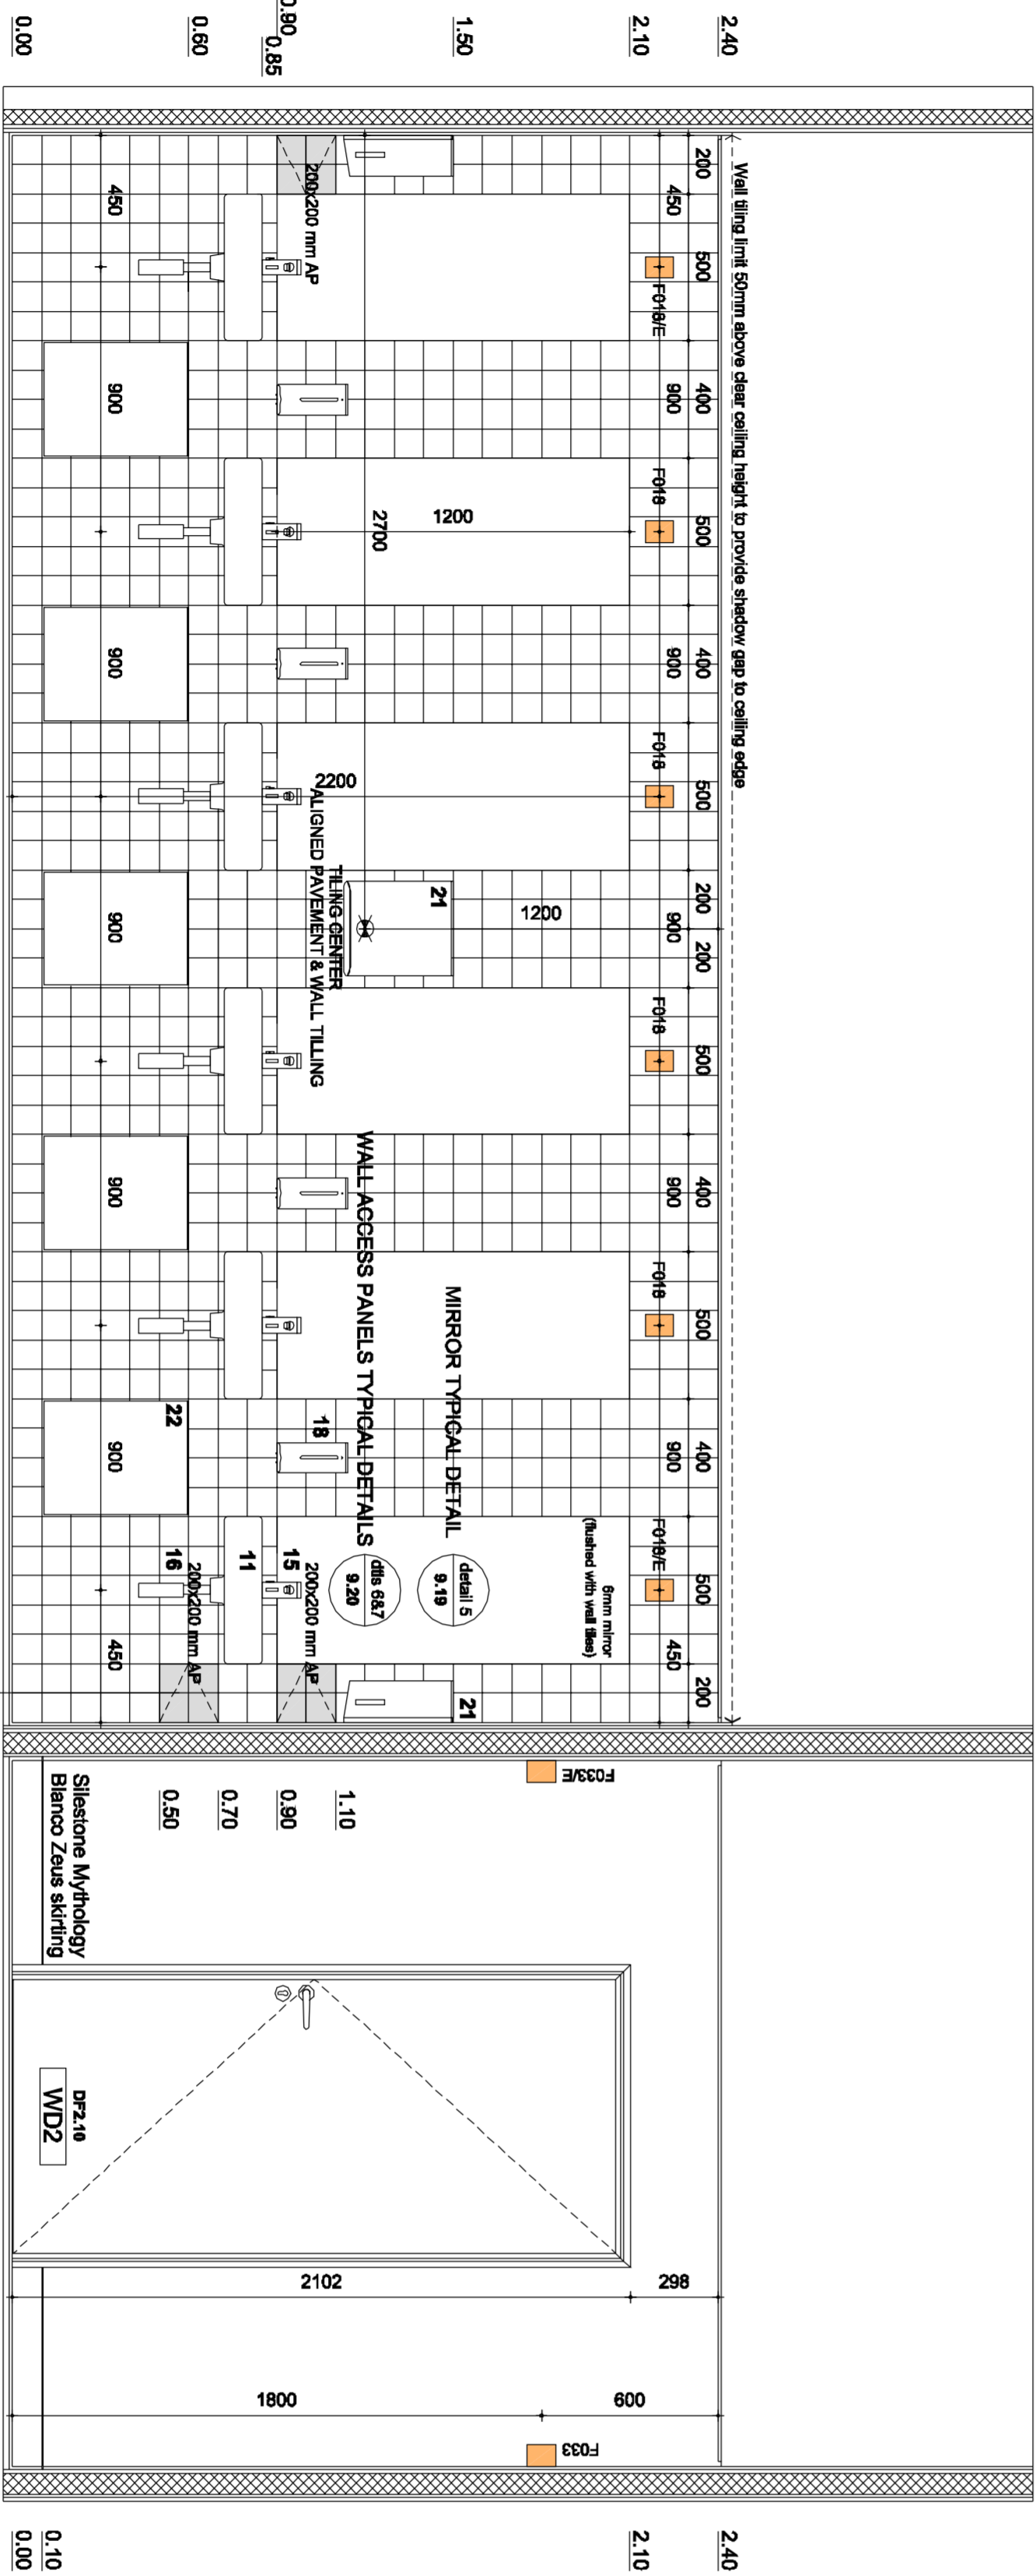 2.40
2.10
1.50
0.90
0.85
0.60
0.00
Wall tiling limit 50mm above clear ceiling height to provide shadow gap to ceiling edge
200
500
400
500
400
500
200
200
500
400
500
400
500
200
450
900
900
900
900
900
450
F018/E
F018
F018
F018
F018
F018/E
6mm mirror
(flushed with wall tiles)
1200
1200
21
21
MIRROR TYPICAL DETAIL
detail 5
9.19
2700
WALL ACCESS PANELS TYPICAL DETAILS
dtls 6&7
9.20
2200
TILING CENTER
ALIGNED PAVEMENT & WALL TILLING
200x200 mm AP
18
200x200 mm AP
15
11
200x200 mm AP
16
22
450
900
900
900
900
900
450
F033/E
F033
1.10
0.90
0.70
0.50
Silestone Mythology
Blanco Zeus skirting
DF2.10
WD2
298
2102
600
1800
2.40
2.10
0.10
0.00